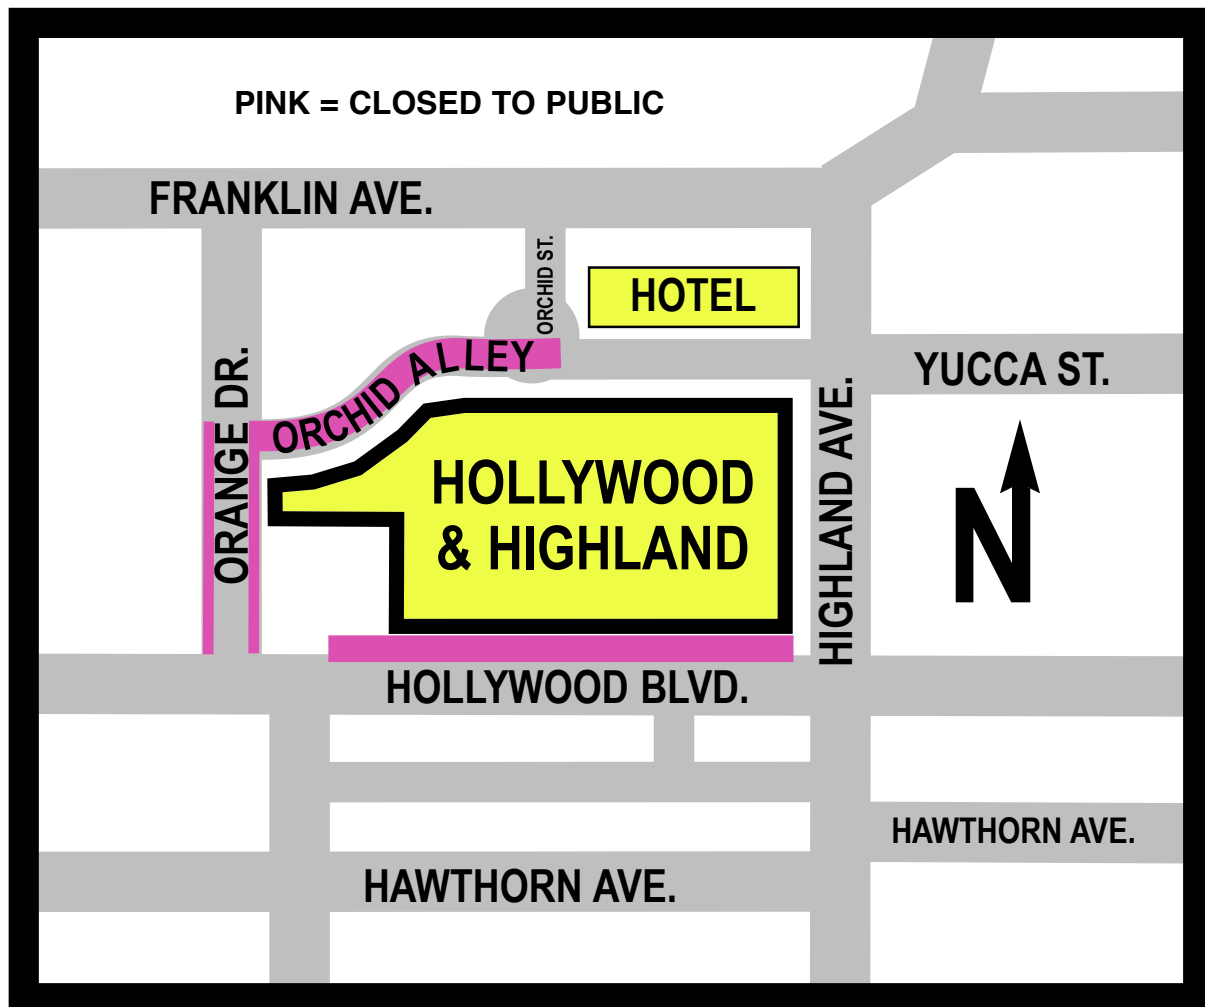 PINK = CLOSED TO PUBLIC
FRANKLIN AVE.
ORCHID ST.
HOTEL
ORCHID ALLEY
YUCCA ST.
ORANGE DR.
HOLLYWOOD
& HIGHLAND
HIGHLAND AVE.
N
HOLLYWOOD BLVD.
HAWTHORN AVE.
HAWTHORN AVE.